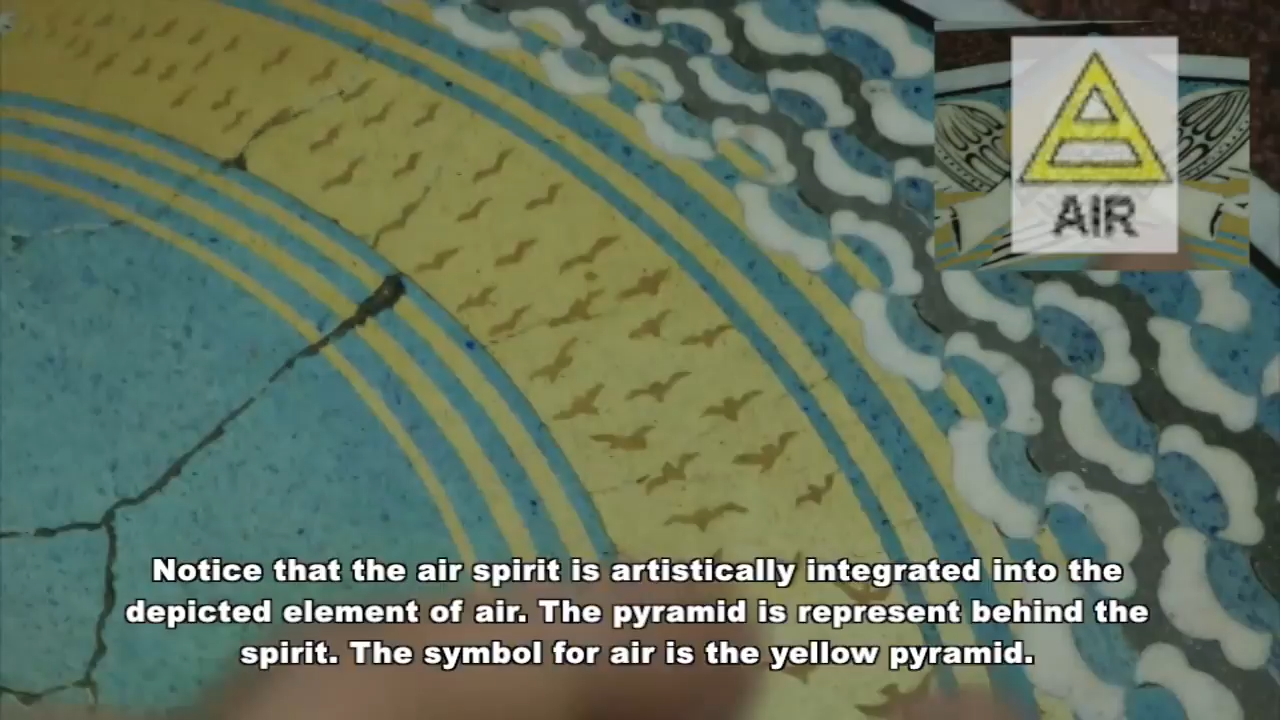 AIR
Notice that the air spirit is artistically integrated into the
depicted element of air. The pyramid is represent behind the
spirit. The symbol for air is the yellow pyramid.